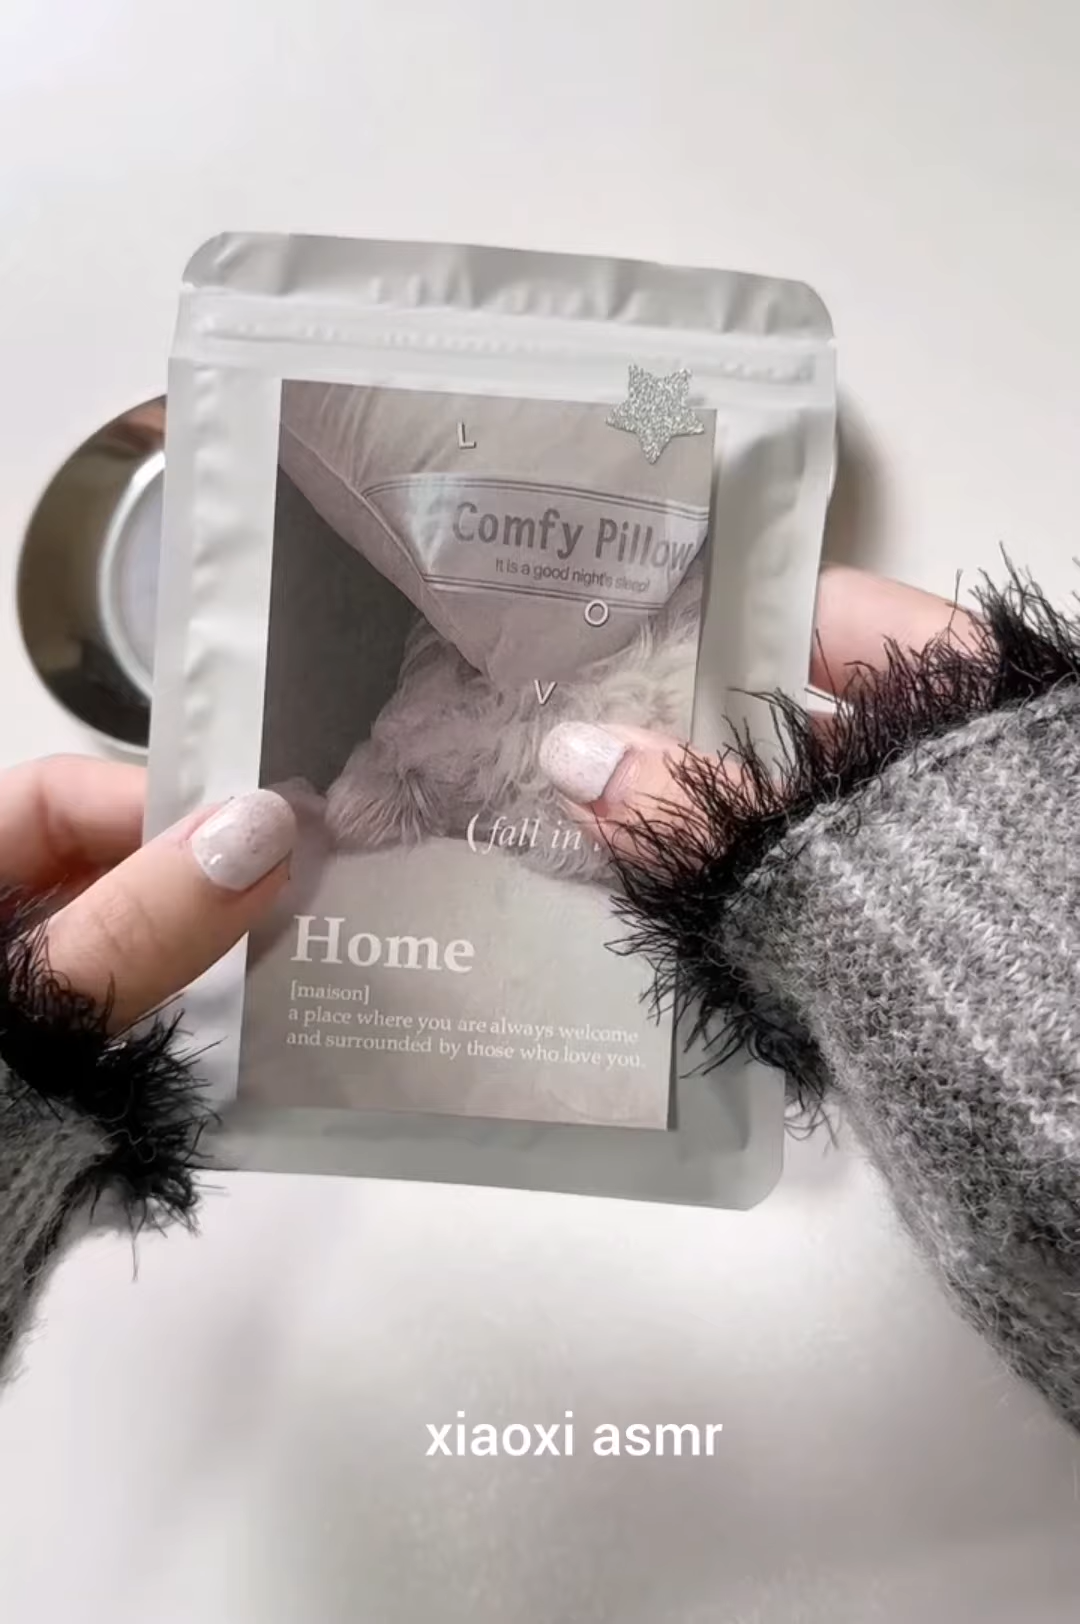 L
Comfy Pillow
It is a good night's sleep!
O
V
(fall in
Home
[maison]
a place where you are always welcome
and surrounded by those who love you.
xiaoxi asmr